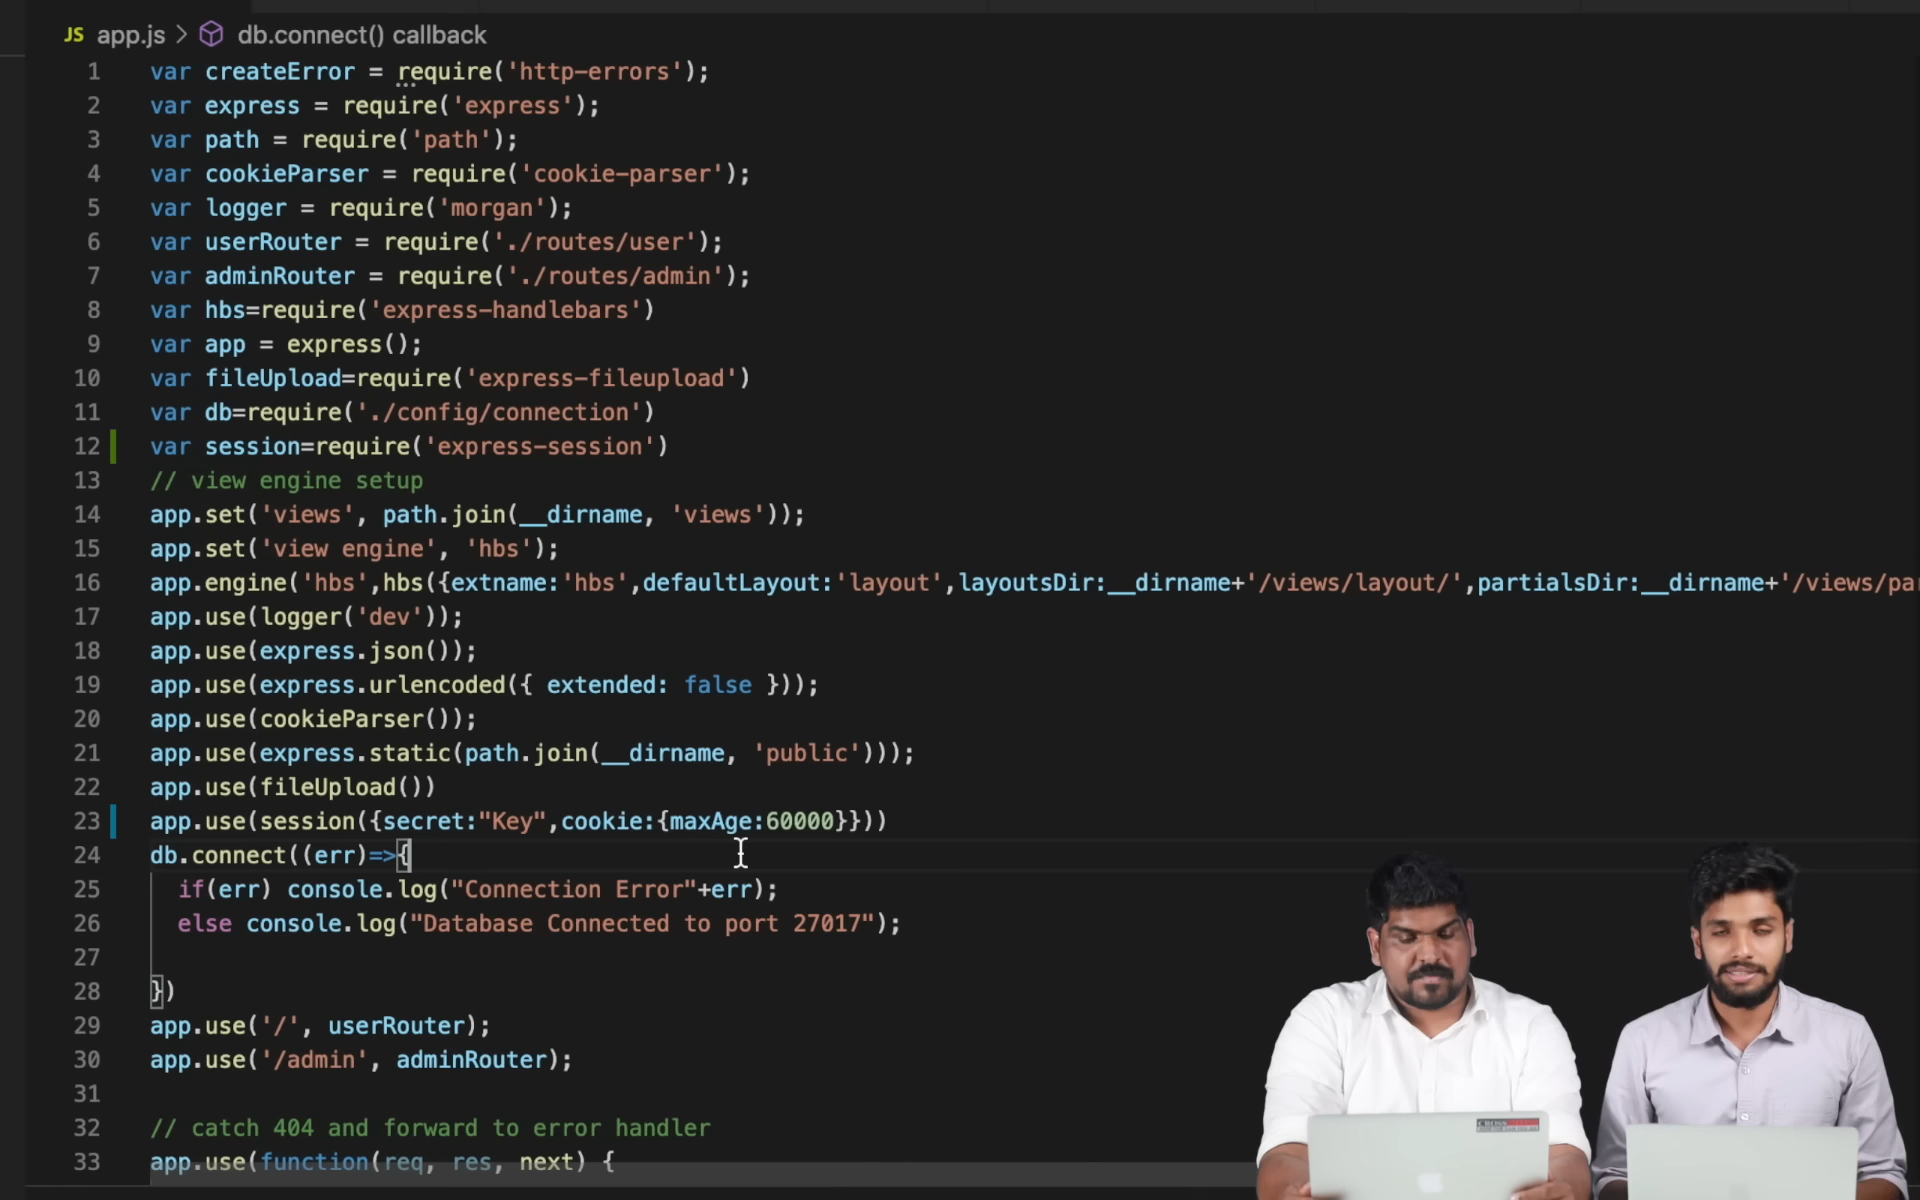 JS app.js > db.connect() callback
1 var createError = require('http-errors');
2 var express = require('express');
3 var path = require('path');
4 var cookieParser = require('cookie-parser');
5 var logger = require('morgan');
6 var userRouter = require('./routes/user');
7 var adminRouter = require('./routes/admin');
8 var hbs=require('express-handlebars')
9 var app = express();
10 var fileUpload=require('express-fileupload')
11 var db=require('./config/connection')
12 var session=require('express-session')
13 // view engine setup
14 app.set('views', path.join(__dirname, 'views'));
15 app.set('view engine', 'hbs');
16 app.engine('hbs',hbs({extname:'hbs',defaultLayout:'layout',layoutsDir:__dirname+'/views/layout/',partialsDir:__dirname+'/views/pa
17 app.use(logger('dev'));
18 app.use(express.json());
19 app.use(express.urlencoded({ extended: false }));
20 app.use(cookieParser());
21 app.use(express.static(path.join(__dirname, 'public')));
22 app.use(fileUpload())
23 app.use(session({secret:"Key",cookie:{maxAge:60000}}))
24 db.connect((err)=>{
25 if(err) console.log("Connection Error"+err);
26 else console.log("Database Connected to port 27017");
27
28 })
29 app.use('/', userRouter);
30 app.use('/admin', adminRouter);
31
32 // catch 404 and forward to error handler
33 app.use(function(req, res, next) {